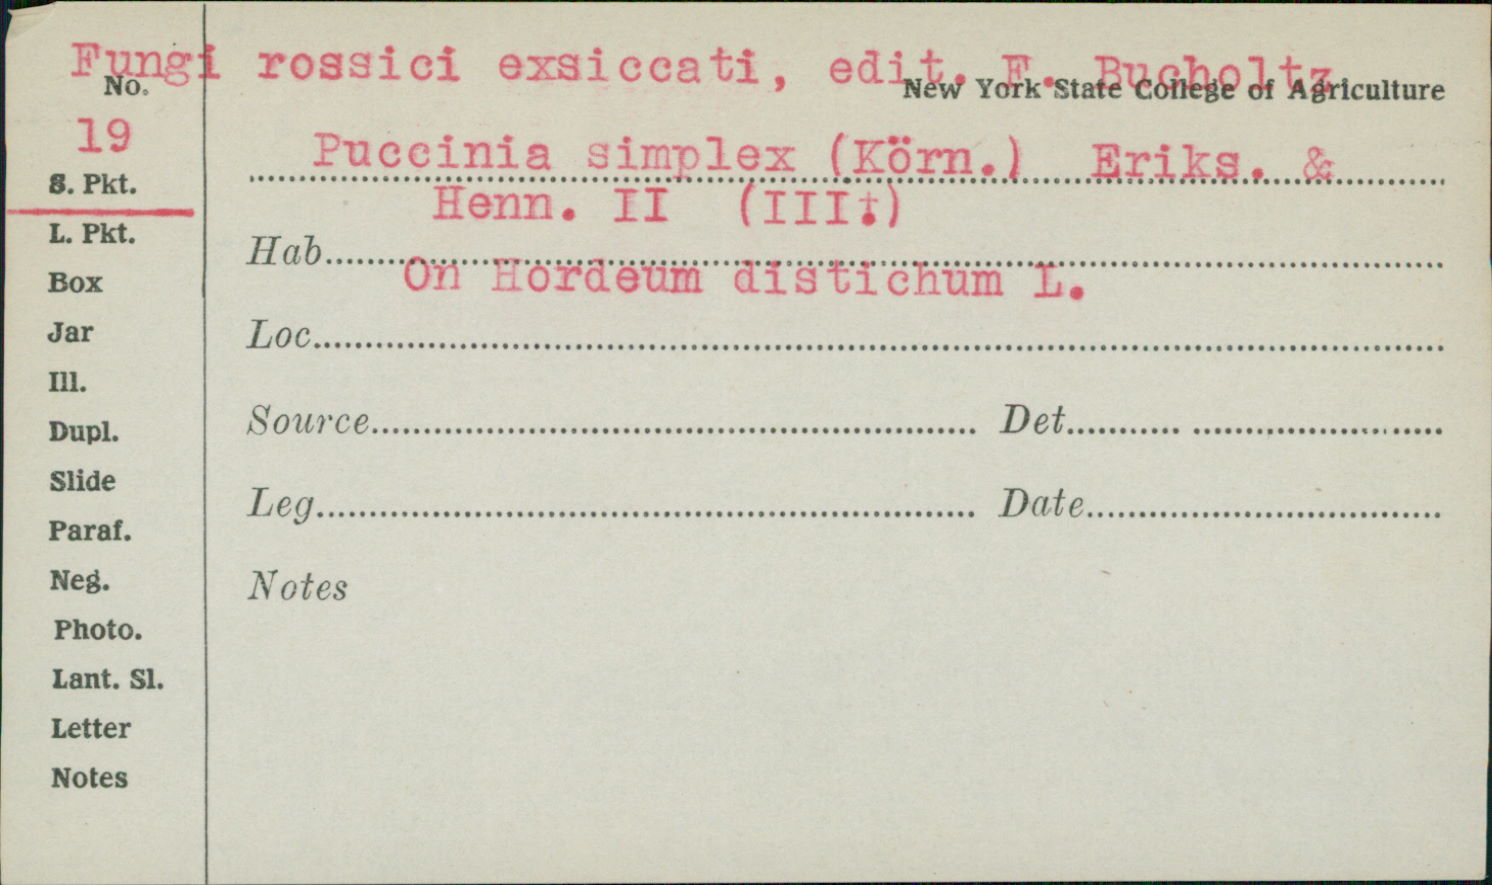 Fungi rossici exsiccati, edit. F. Bucholtz
No.
New York State College of Agriculture
19
Puccinia simplex (Körn.) Eriks. &
S. Pkt.
Henn. II (III!)
L. Pkt.
Hab.
On Hordeum distichum L.
Box
Jar
Loc.
Ill.
Dupl.
Source
Det.
Slide
Leg.
Date
Paraf.
Neg.
Notes
Photo.
Lant. Sl.
Letter
Notes